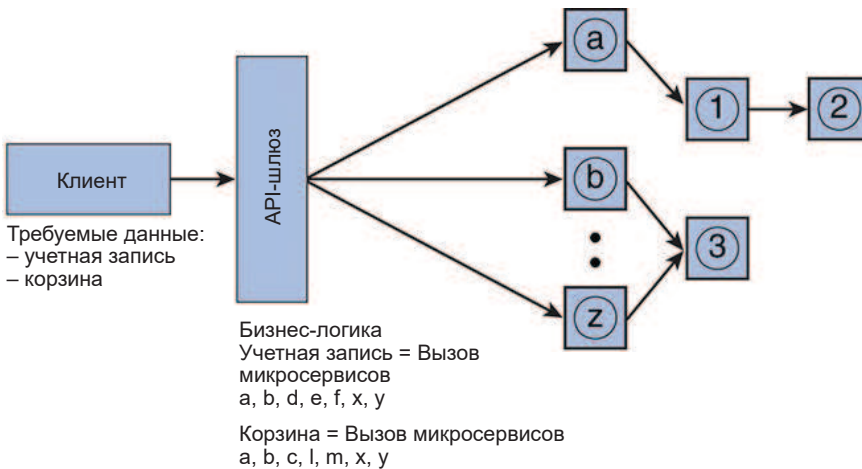 a
1
2
Клиент
API-шлюз
b
3
z
Требуемые данные:
– учетная запись
– корзина
Бизнес-логика
Учетная запись = Вызов
микросервисов
a, b, d, e, f, x, y
Корзина = Вызов микросервисов
a, b, c, l, m, x, y